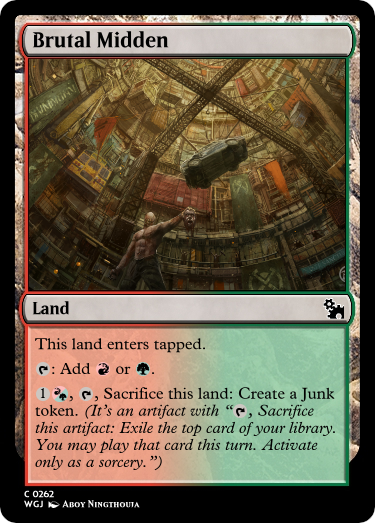 Brutal Midden
Land
This land enters tapped.
: Add or .
1 , , Sacrifice this land: Create a Junk
token. (It's an artifact with “, Sacrifice
this artifact: Exile the top card of your library.
You may play that card this turn. Activate
only as a sorcery.”)
C 0262
WGJ Aboy Ningthouja